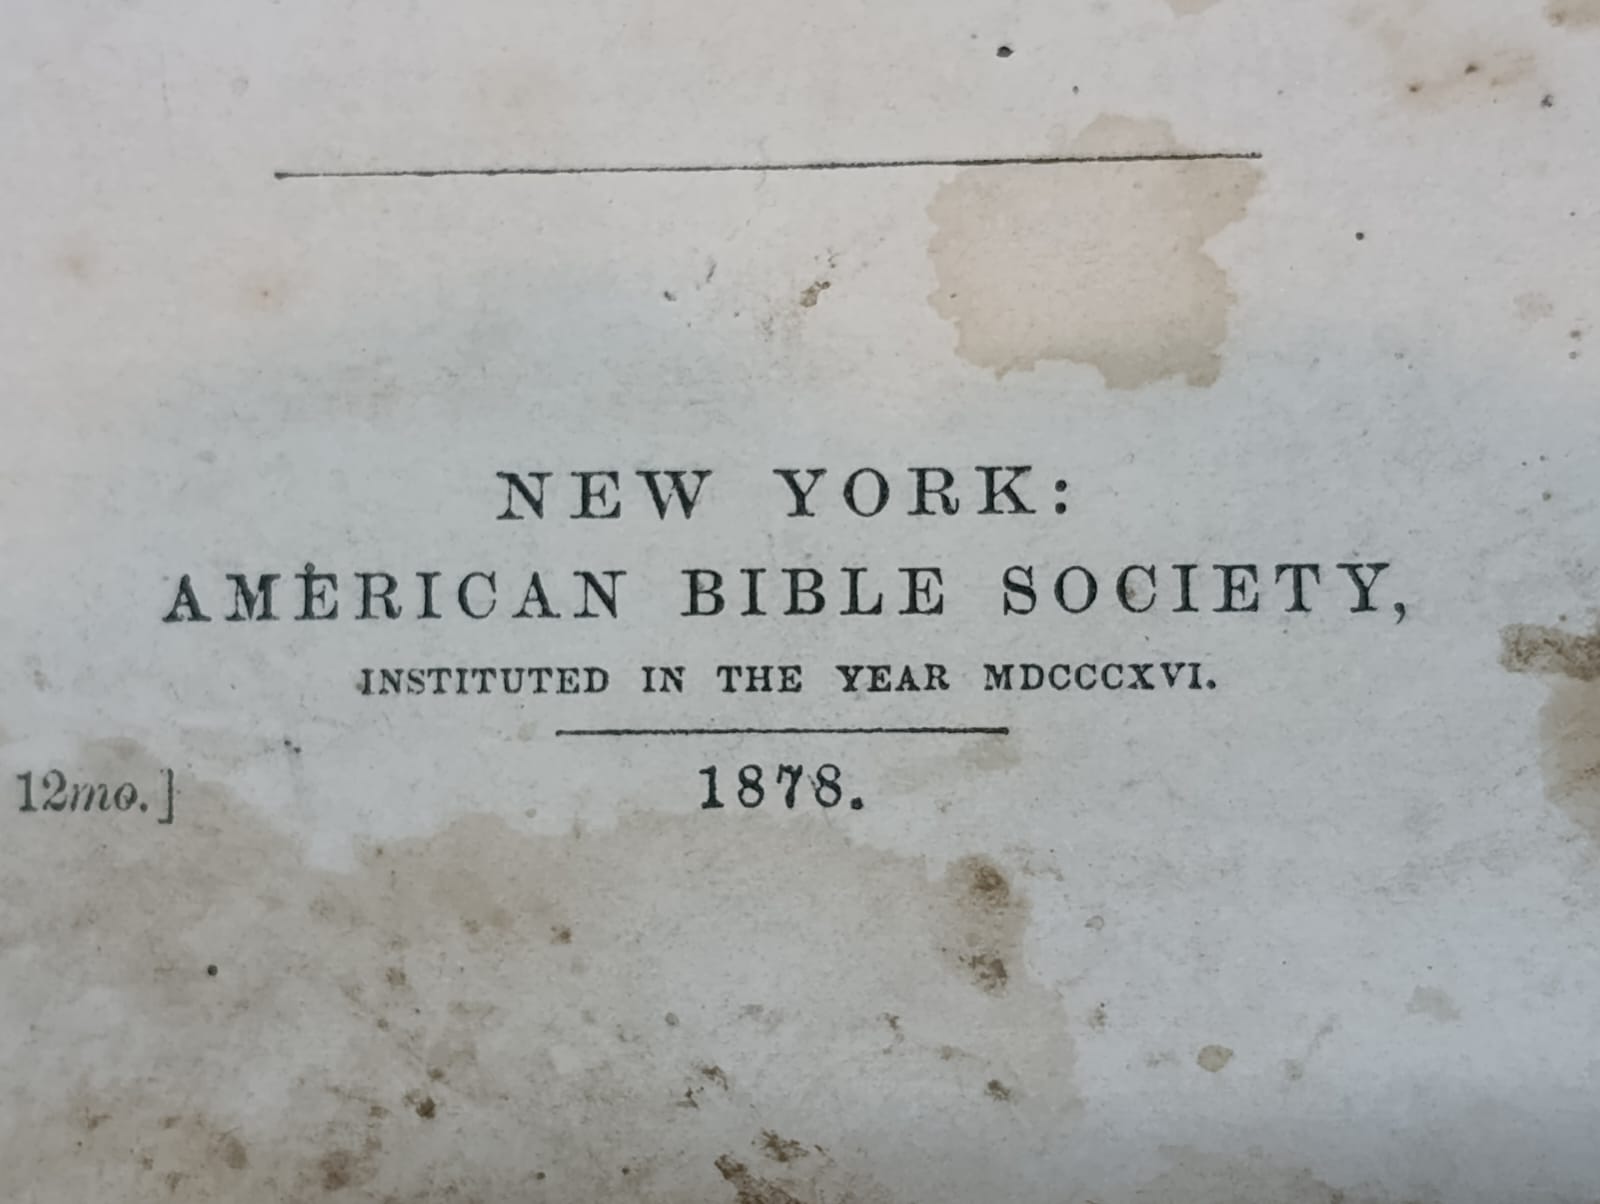 NEW YORK:
AMERICAN BIBLE SOCIETY,
INSTITUTED IN THE YEAR MDCCCXVI.
1878.
12mo.]